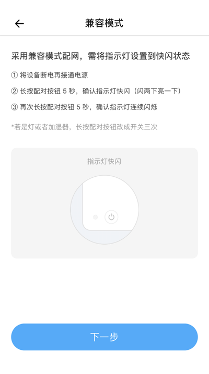 兼容模式
采用兼容模式配网，需将指示灯设置到快闪状态
① 将设备断电再接通电源
② 长按配对按钮 5 秒，确认指示灯快闪（闪两下亮一下）
③ 再次长按配对按钮 5 秒，确认指示灯连续闪烁
*若是灯或者加湿器，长按配对按钮改成开关三次
指示灯快闪
下一步